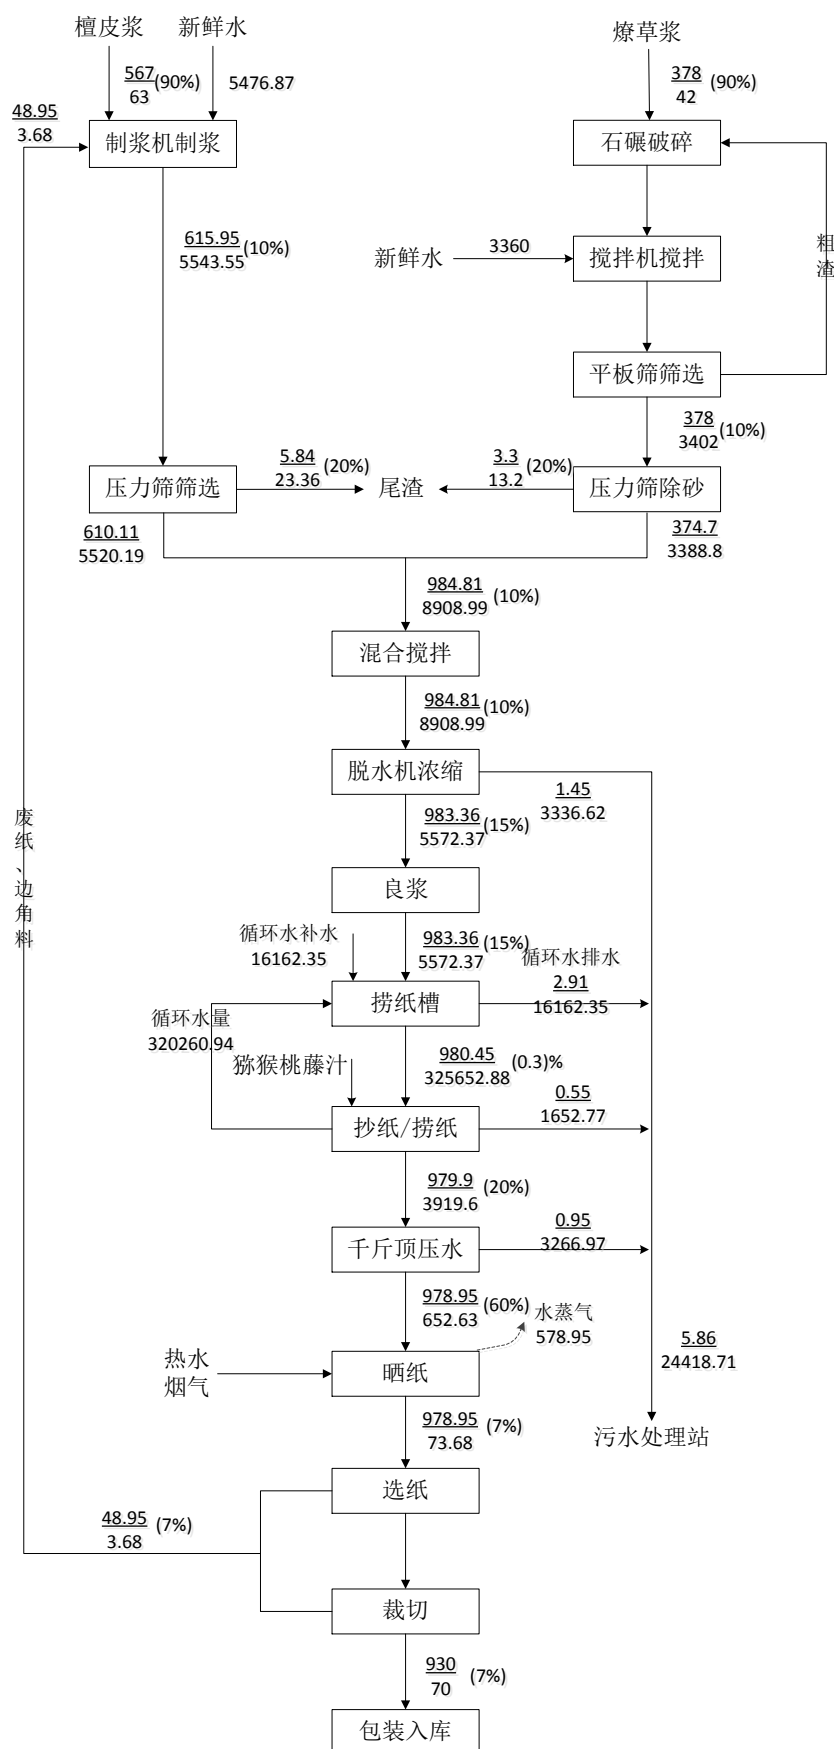 檀皮浆
新鲜水
燎草浆
567
63
(90%)
5476.87
378
42
(90%)
48.95
3.68
制浆机制浆
石碾破碎
615.95
5543.55
(10%)
新鲜水
3360
搅拌机搅拌
粗渣
平板筛筛选
378
3402
(10%)
压力筛筛选
5.84
23.36
(20%)
尾渣
3.3
13.2
(20%)
压力筛除砂
610.11
5520.19
374.7
3388.8
984.81
8908.99
(10%)
混合搅拌
984.81
8908.99
(10%)
脱水机浓缩
1.45
3336.62
983.36
5572.37
(15%)
废纸、边角料
良浆
循环水补水
16162.35
983.36
5572.37
(15%)
循环水排水
2.91
16162.35
捞纸槽
循环水量
320260.94
猕猴桃藤汁
980.45
325652.88
(0.3)%
0.55
1652.77
抄纸/捞纸
979.9
3919.6
(20%)
0.95
3266.97
千斤顶压水
978.95
652.63
(60%)
水蒸气
578.95
5.86
24418.71
热水
烟气
晒纸
978.95
73.68
(7%)
污水处理站
选纸
48.95
3.68
(7%)
裁切
930
70
(7%)
包装入库